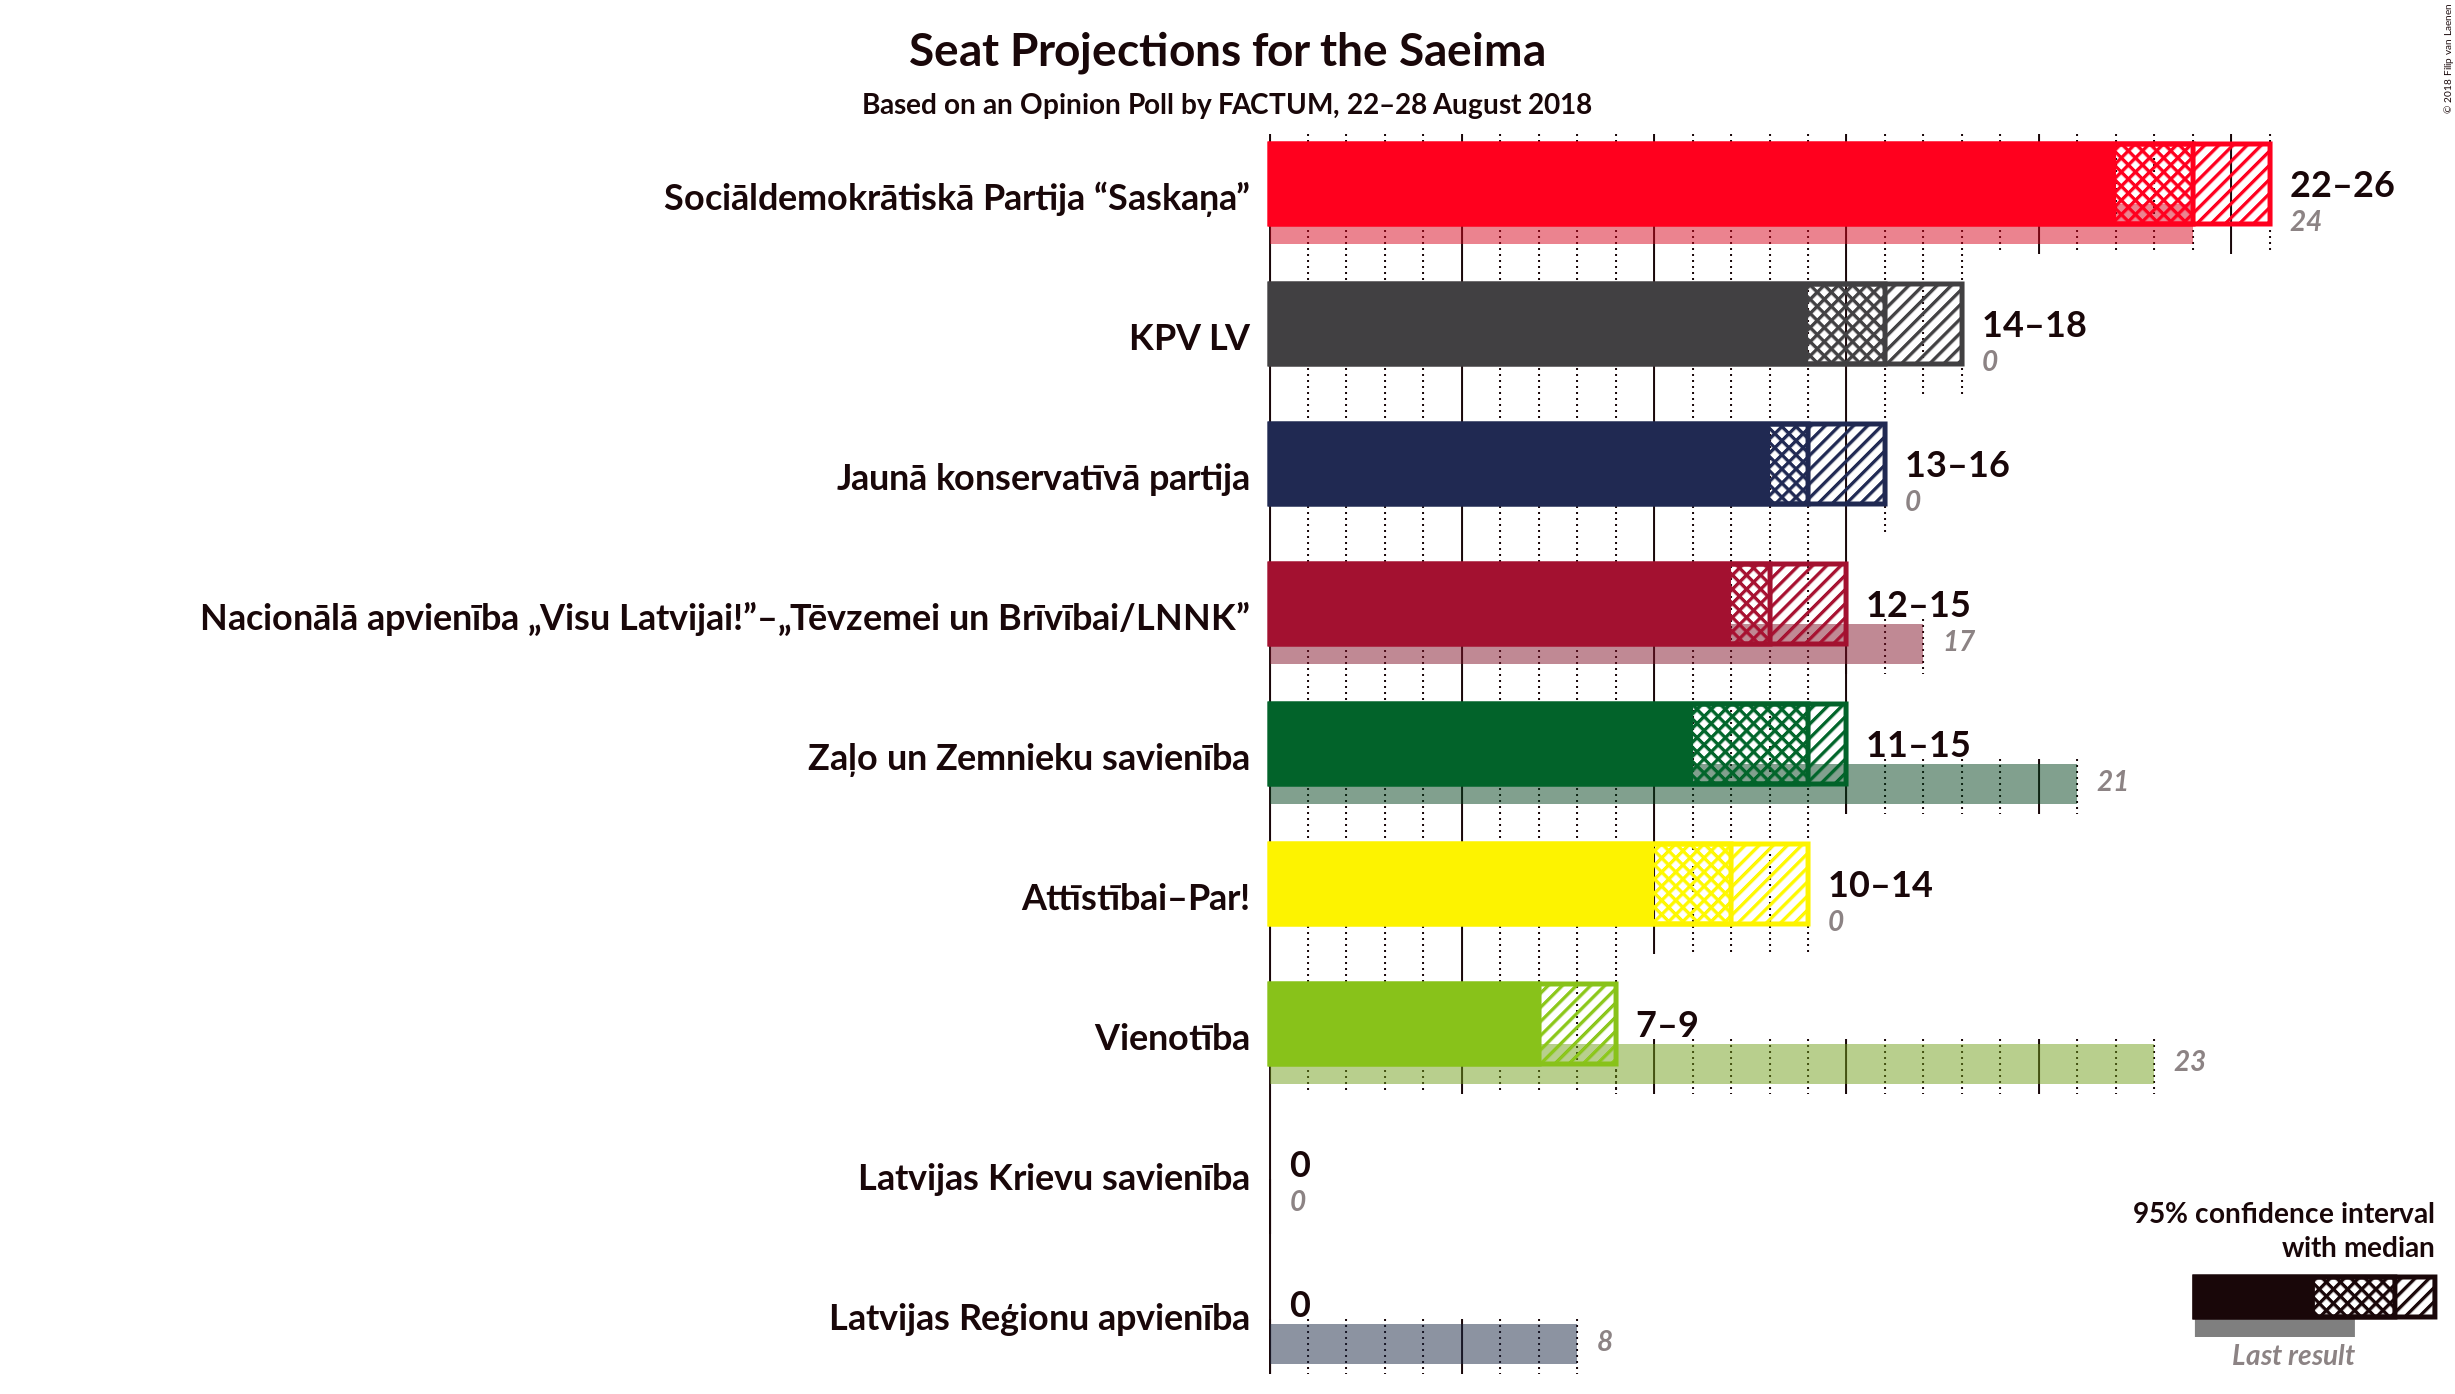 Seat Projections for the Saeima
Based on an Opinion Poll by FACTUM, 22–28 August 2018
© 2018 Filip van Laenen
Sociāldemokrātiskā Partija “Saskaņa”
22–26
24
KPV LV
14–18
0
Jaunā konservatīvā partija
13–16
0
Nacionālā apvienība „Visu Latvijai!”–„Tēvzemei un Brīvībai/LNNK”
12–15
17
Zaļo un Zemnieku savienība
11–15
21
Attīstībai–Par!
10–14
0
Vienotība
7–9
23
Latvijas Krievu savienība
0
0
Latvijas Reģionu apvienība
0
8
95% confidence interval
with median
Last result